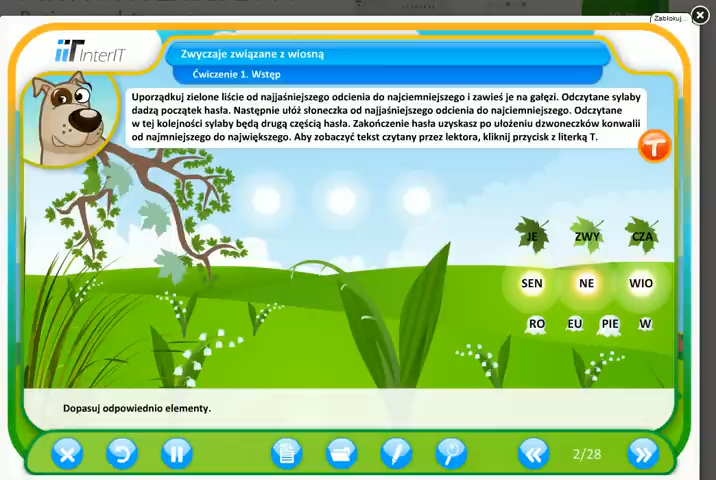 Zablokuj...
InterIT
Zwyczaje związane z wiosną
Ćwiczenie 1. Wstęp
Uporządkuj zielone liście od najjaśniejszego odcienia do najciemniejszego i zawieś je na gałęzi. Odczytane sylaby
dadzą początek hasła. Następnie ułóż słoneczka od najjaśniejszego odcienia do najciemniejszego. Odczytane
w tej kolejności sylaby będą drugą częścią hasła. Zakończenie hasła uzyskasz po ułożeniu dzwoneczków konwalii
od najmniejszego do największego. Aby zobaczyć tekst czytany przez lektora, kliknij przycisk z literką T.
T
JE ZWY CZA
SEN NE WIO
RO EU PIE W
Dopasuj odpowiednio elementy.
2/28